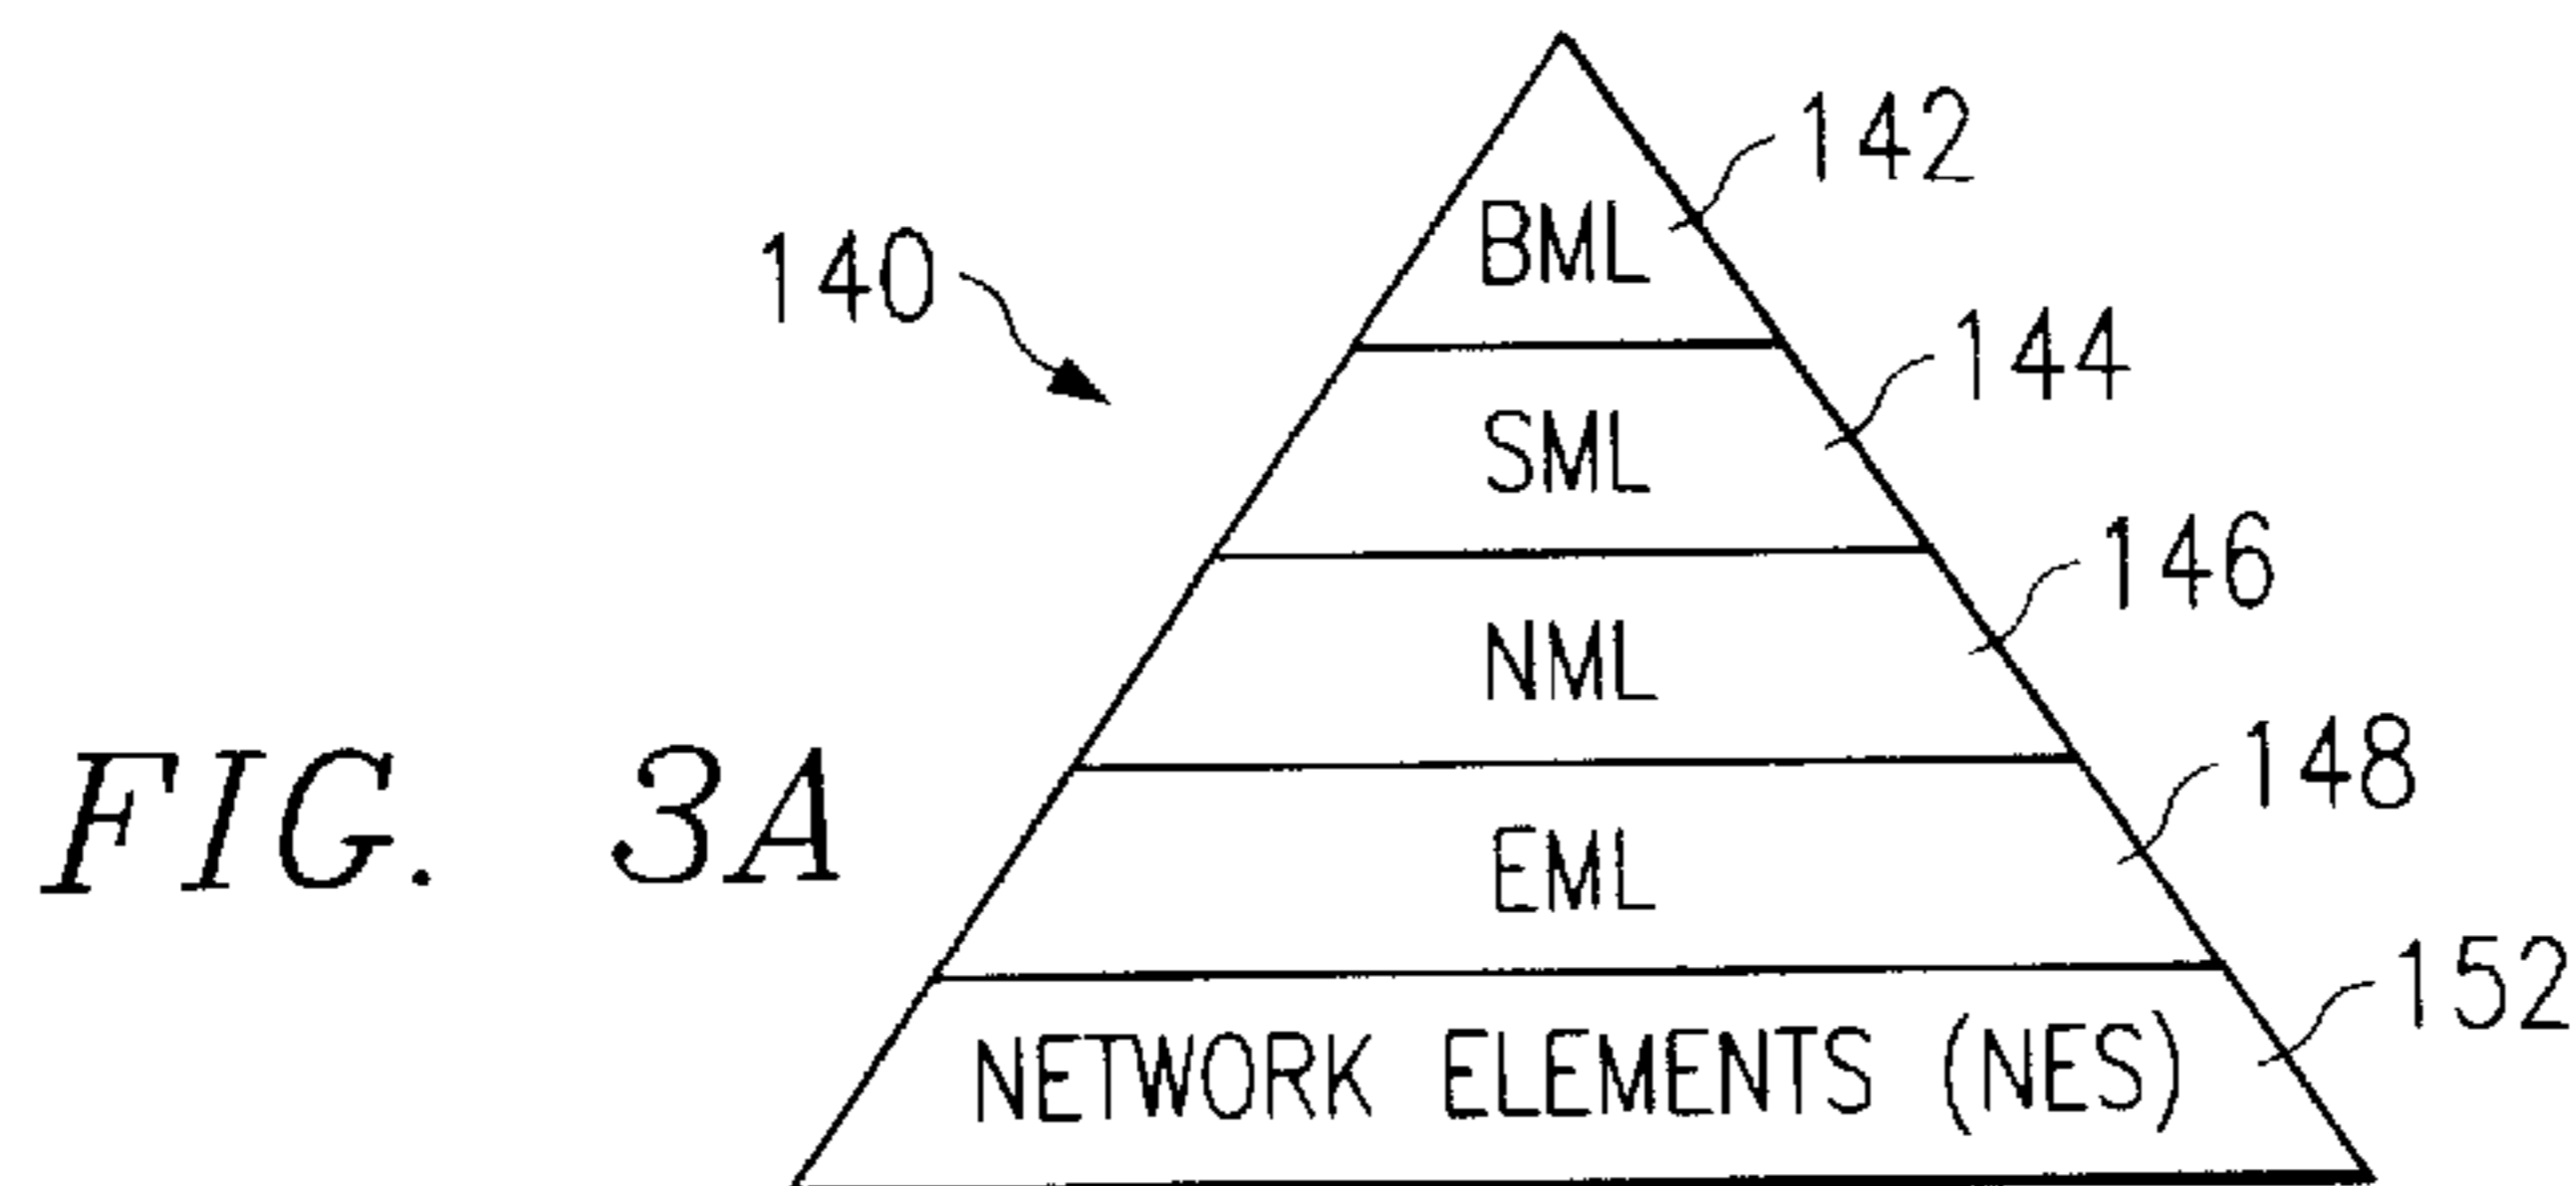 142
BML
140
144
SML
146
NML
148
FIG. 3A
EML
152
NETWORK ELEMENTS (NES)